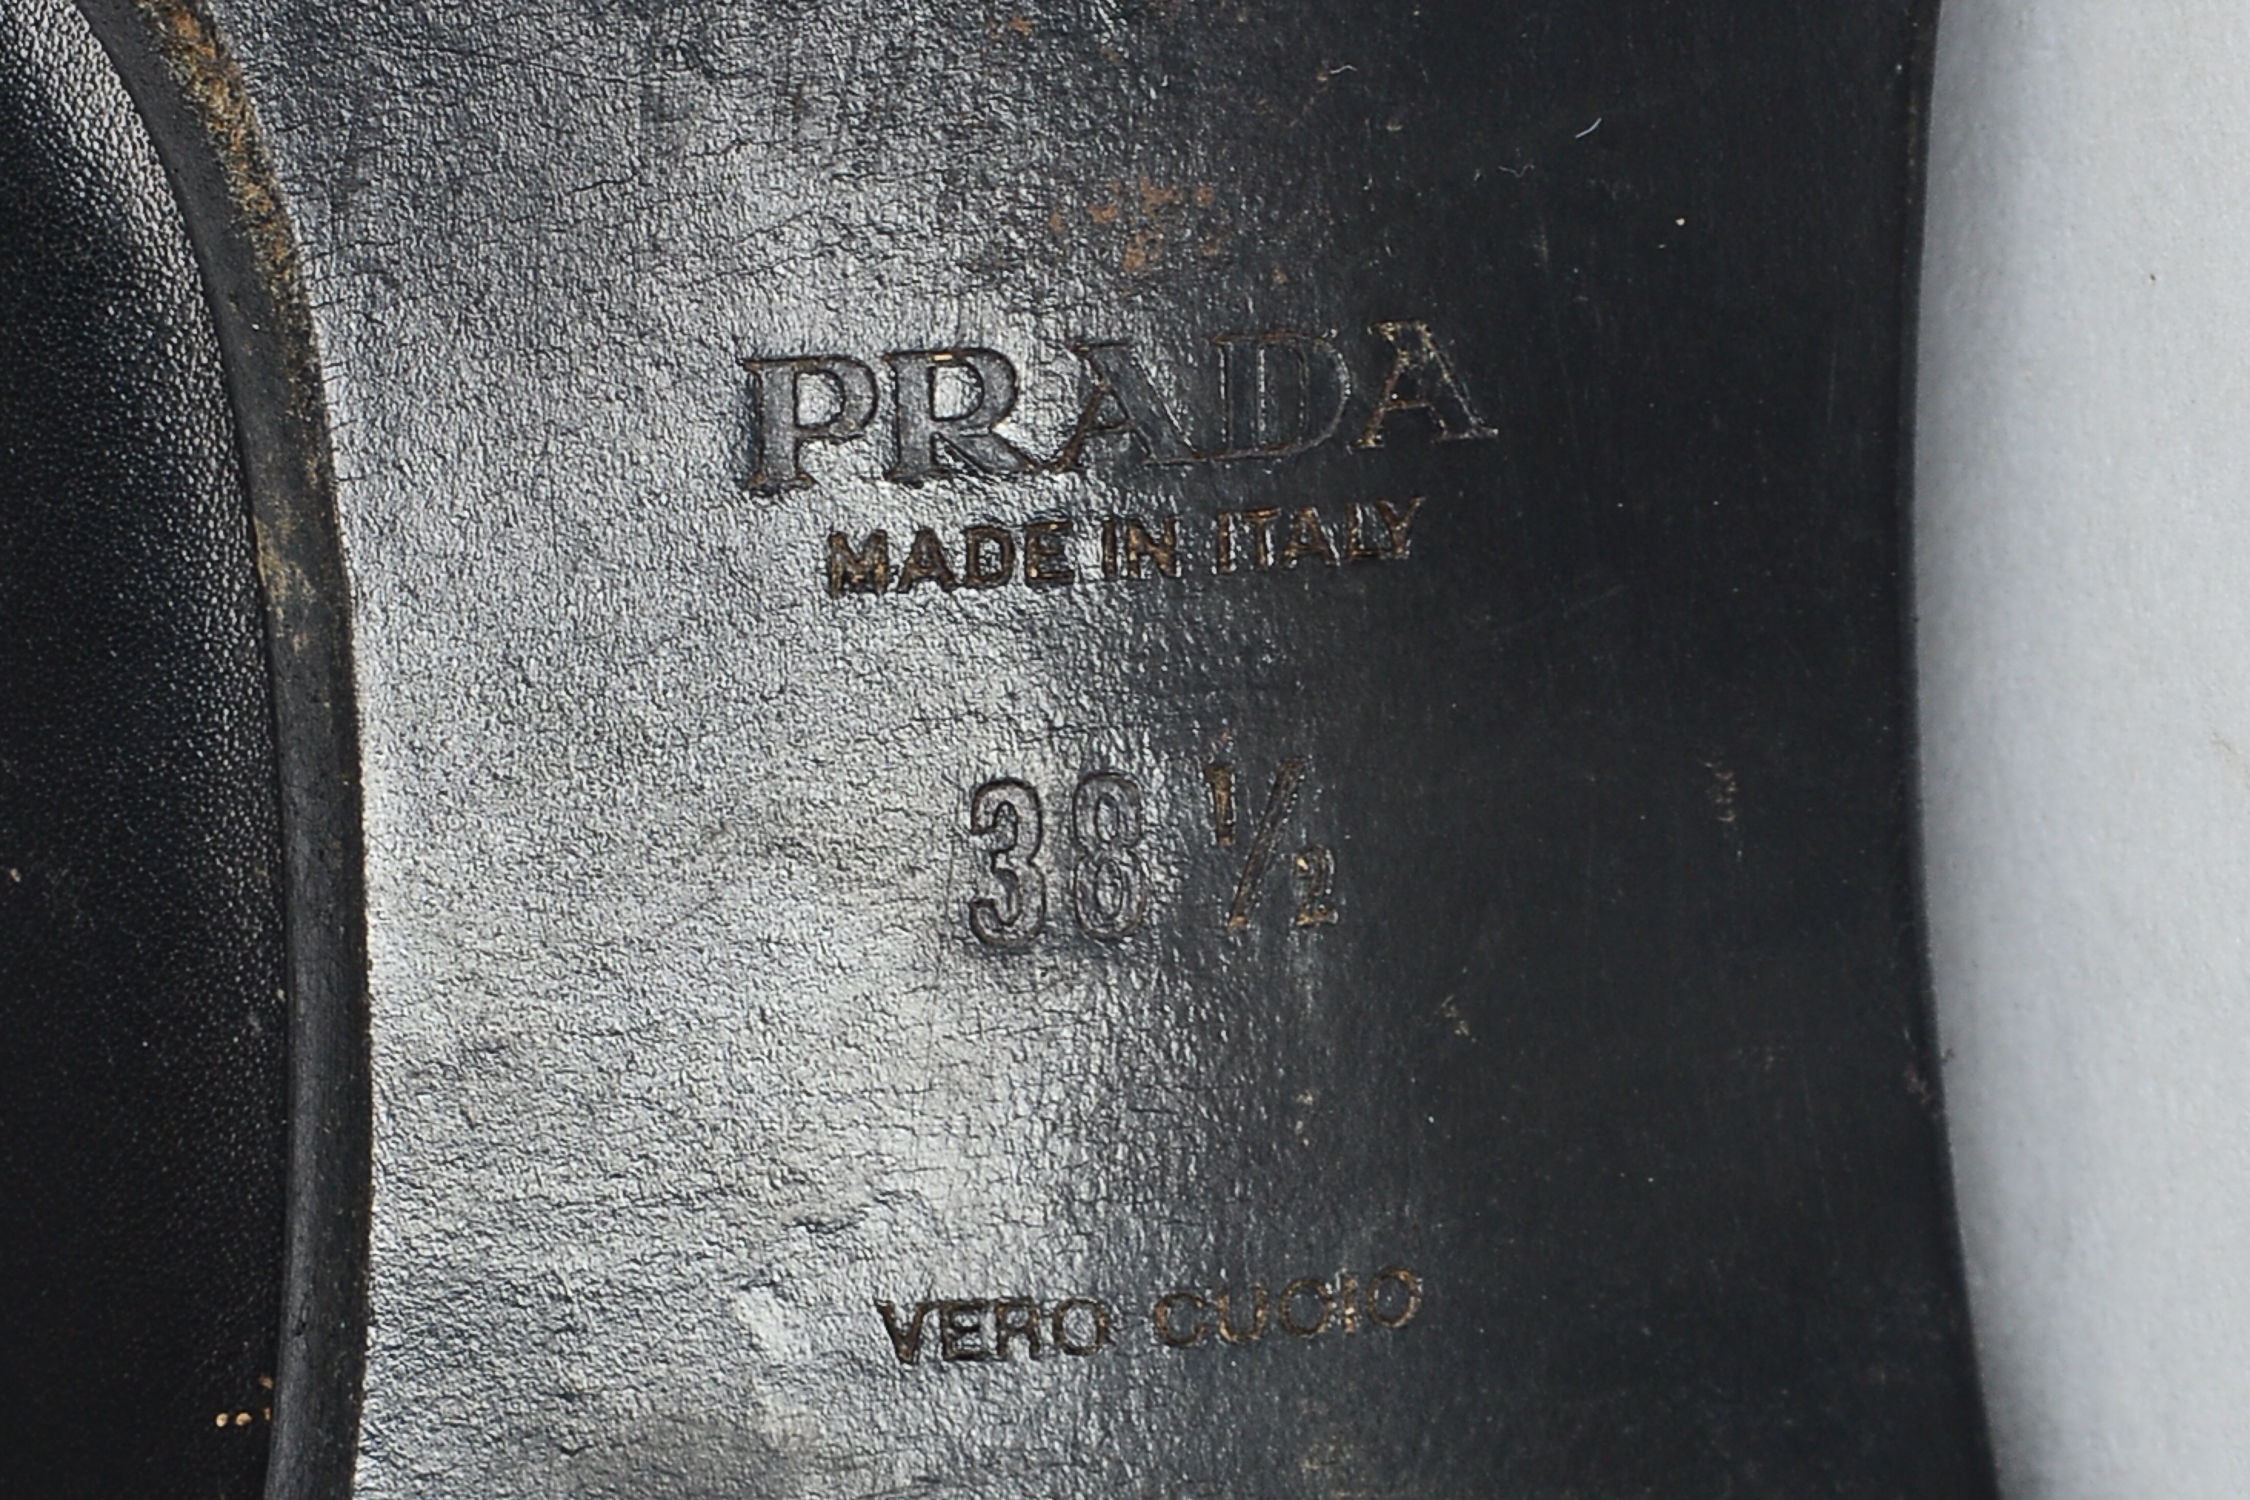 PRADA
MADE IN ITALY
38 1/2
VERO CUOIO